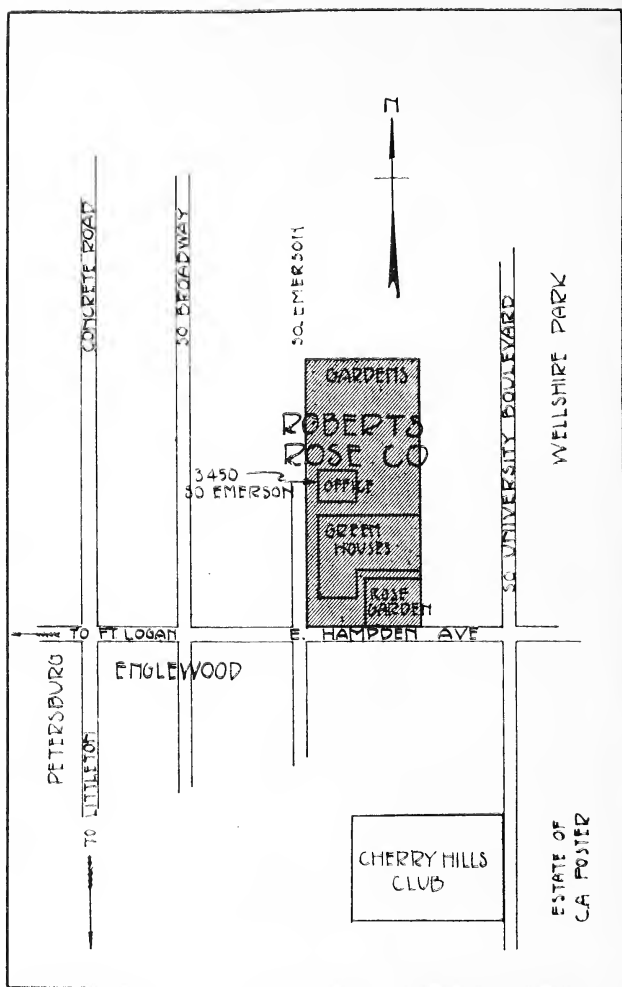 N
CONCRETE ROAD
SO BROADWAY
SO. EMERSON
GARDENS
ROBERTS
ROSE CO
3450
SO EMERSON
OFFICE
GREEN
HOUSES
ROSE
GARDEN
SO UNIVERSITY BOULEVARD
WELLSHIRE PARK
TO FT LOGAN
E. HAMPDEN AVE
PETERSBURG
ENGLEWOOD
TO LITTLETON
CHERRY HILLS
CLUB
ESTATE OF
C.A FOSTER